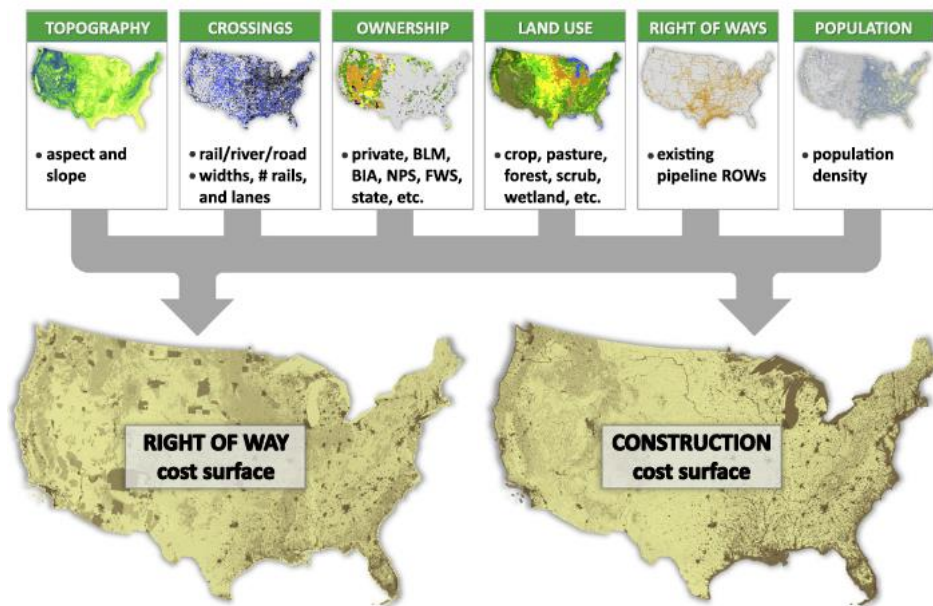 TOPOGRAPHY
• aspect and
slope
CROSSINGS
• rail/river/road
• widths, # rails,
and lanes
OWNERSHIP
• private, BLM,
BIA, NPS, FWS,
state, etc.
LAND USE
• crop, pasture,
forest, scrub,
wetland, etc.
RIGHT OF WAYS
• existing
pipeline ROWs
POPULATION
• population
density
RIGHT OF WAY
cost surface
CONSTRUCTION
cost surface